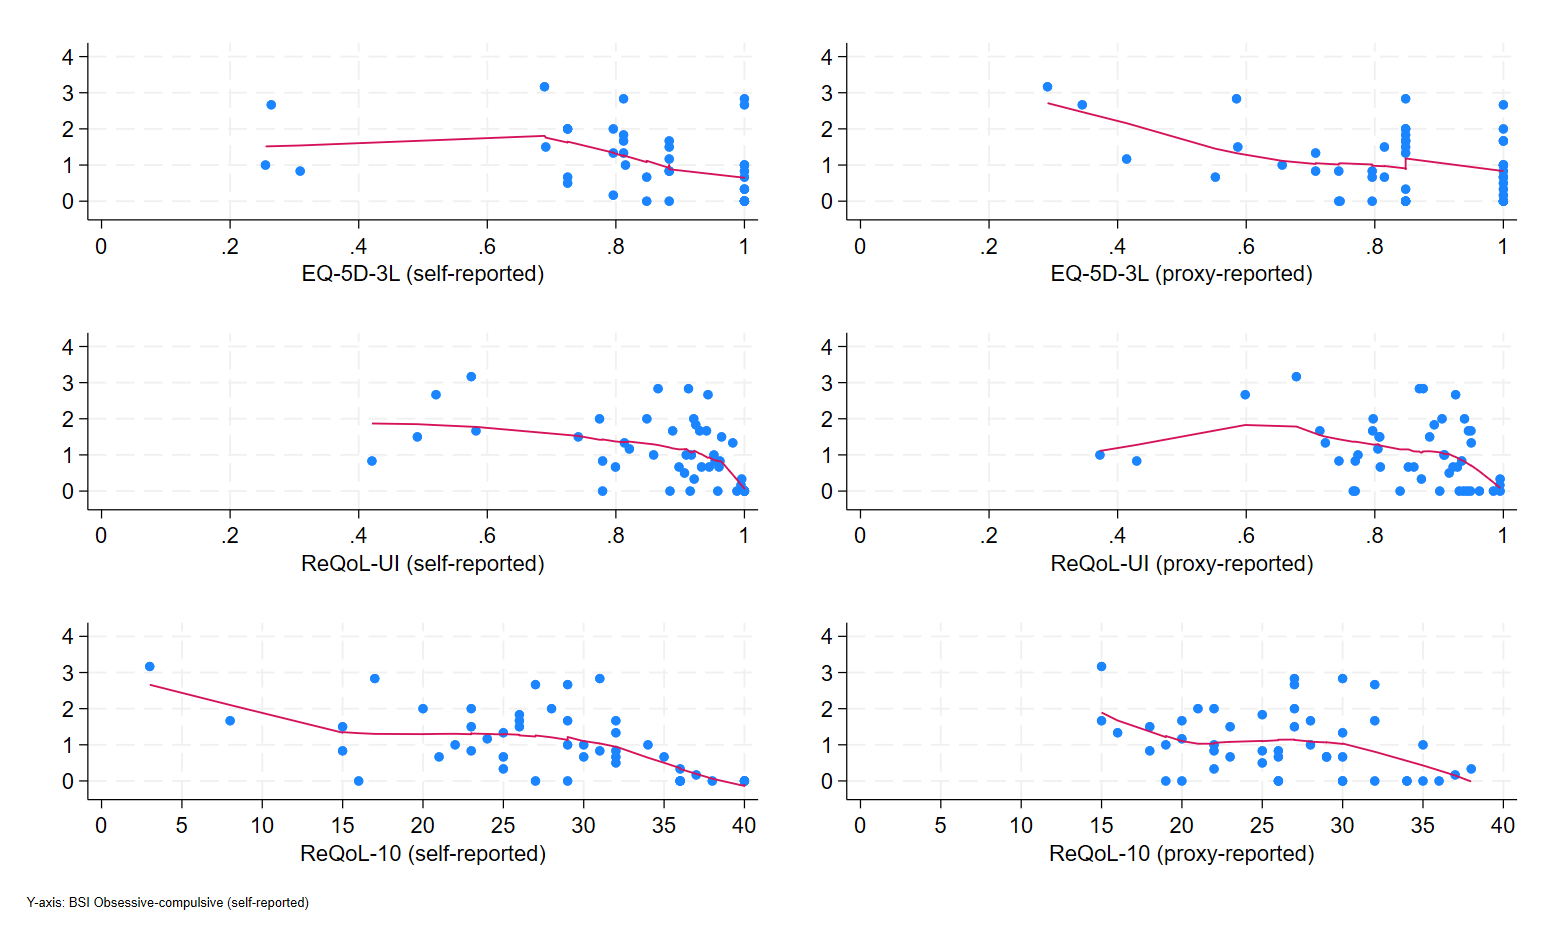 4
3
2
1
0
0 .2 .4 .6 .8 1
EQ-5D-3L (self-reported)
4
3
2
1
0
0 .2 .4 .6 .8 1
EQ-5D-3L (proxy-reported)
4
3
2
1
0
0 .2 .4 .6 .8 1
ReQoL-UI (self-reported)
4
3
2
1
0
0 .2 .4 .6 .8 1
ReQoL-UI (proxy-reported)
4
3
2
1
0
0 5 10 15 20 25 30 35 40
ReQoL-10 (self-reported)
4
3
2
1
0
0 5 10 15 20 25 30 35 40
ReQoL-10 (proxy-reported)
Y-axis: BSI Obsessive-compulsive (self-reported)